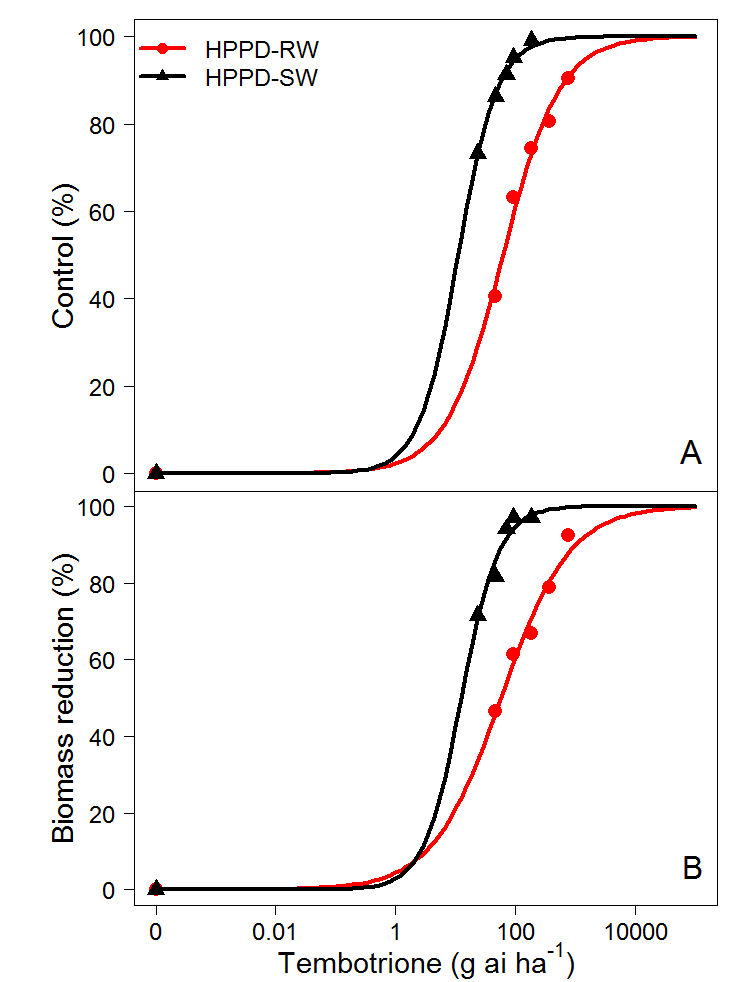 100
80
60
40
20
0
Control (%)
HPPD-RW
HPPD-SW
A
100
80
60
40
20
0
Biomass reduction (%)
B
0 0.01 1 100 10000
Tembotrione (g ai ha⁻¹)